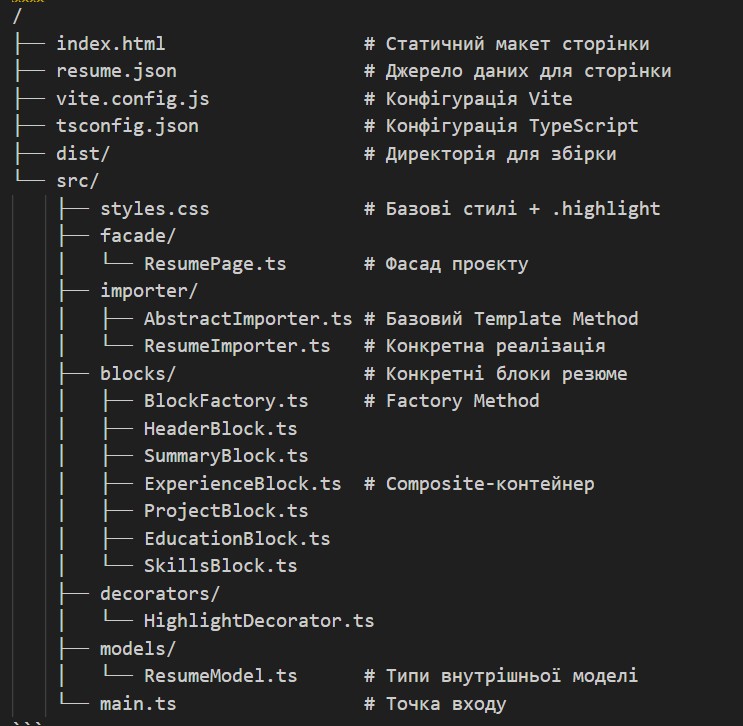 /
├── index.html                  # Статичний макет сторінки
├── resume.json                 # Джерело даних для сторінки
├── vite.config.js              # Конфігурація Vite
├── tsconfig.json               # Конфігурація TypeScript
├── dist/                       # Директорія для збірки
└── src/
    ├── styles.css              # Базові стилі + .highlight
    ├── facade/
    │   └── ResumePage.ts       # Фасад проєкту
    ├── importer/
    │   ├── AbstractImporter.ts # Базовий Template Method
    │   └── ResumeImporter.ts   # Конкретна реалізація
    ├── blocks/                 # Конкретні блоки резюме
    │   ├── BlockFactory.ts     # Factory Method
    │   ├── HeaderBlock.ts
    │   ├── SummaryBlock.ts
    │   ├── ExperienceBlock.ts  # Composite-контейнер
    │   ├── ProjectBlock.ts
    │   ├── EducationBlock.ts
    │   └── SkillsBlock.ts
    ├── decorators/
    │   └── HighlightDecorator.ts
    ├── models/
    │   └── ResumeModel.ts      # Типи внутрішньої моделі
    └── main.ts                 # Точка входу
```